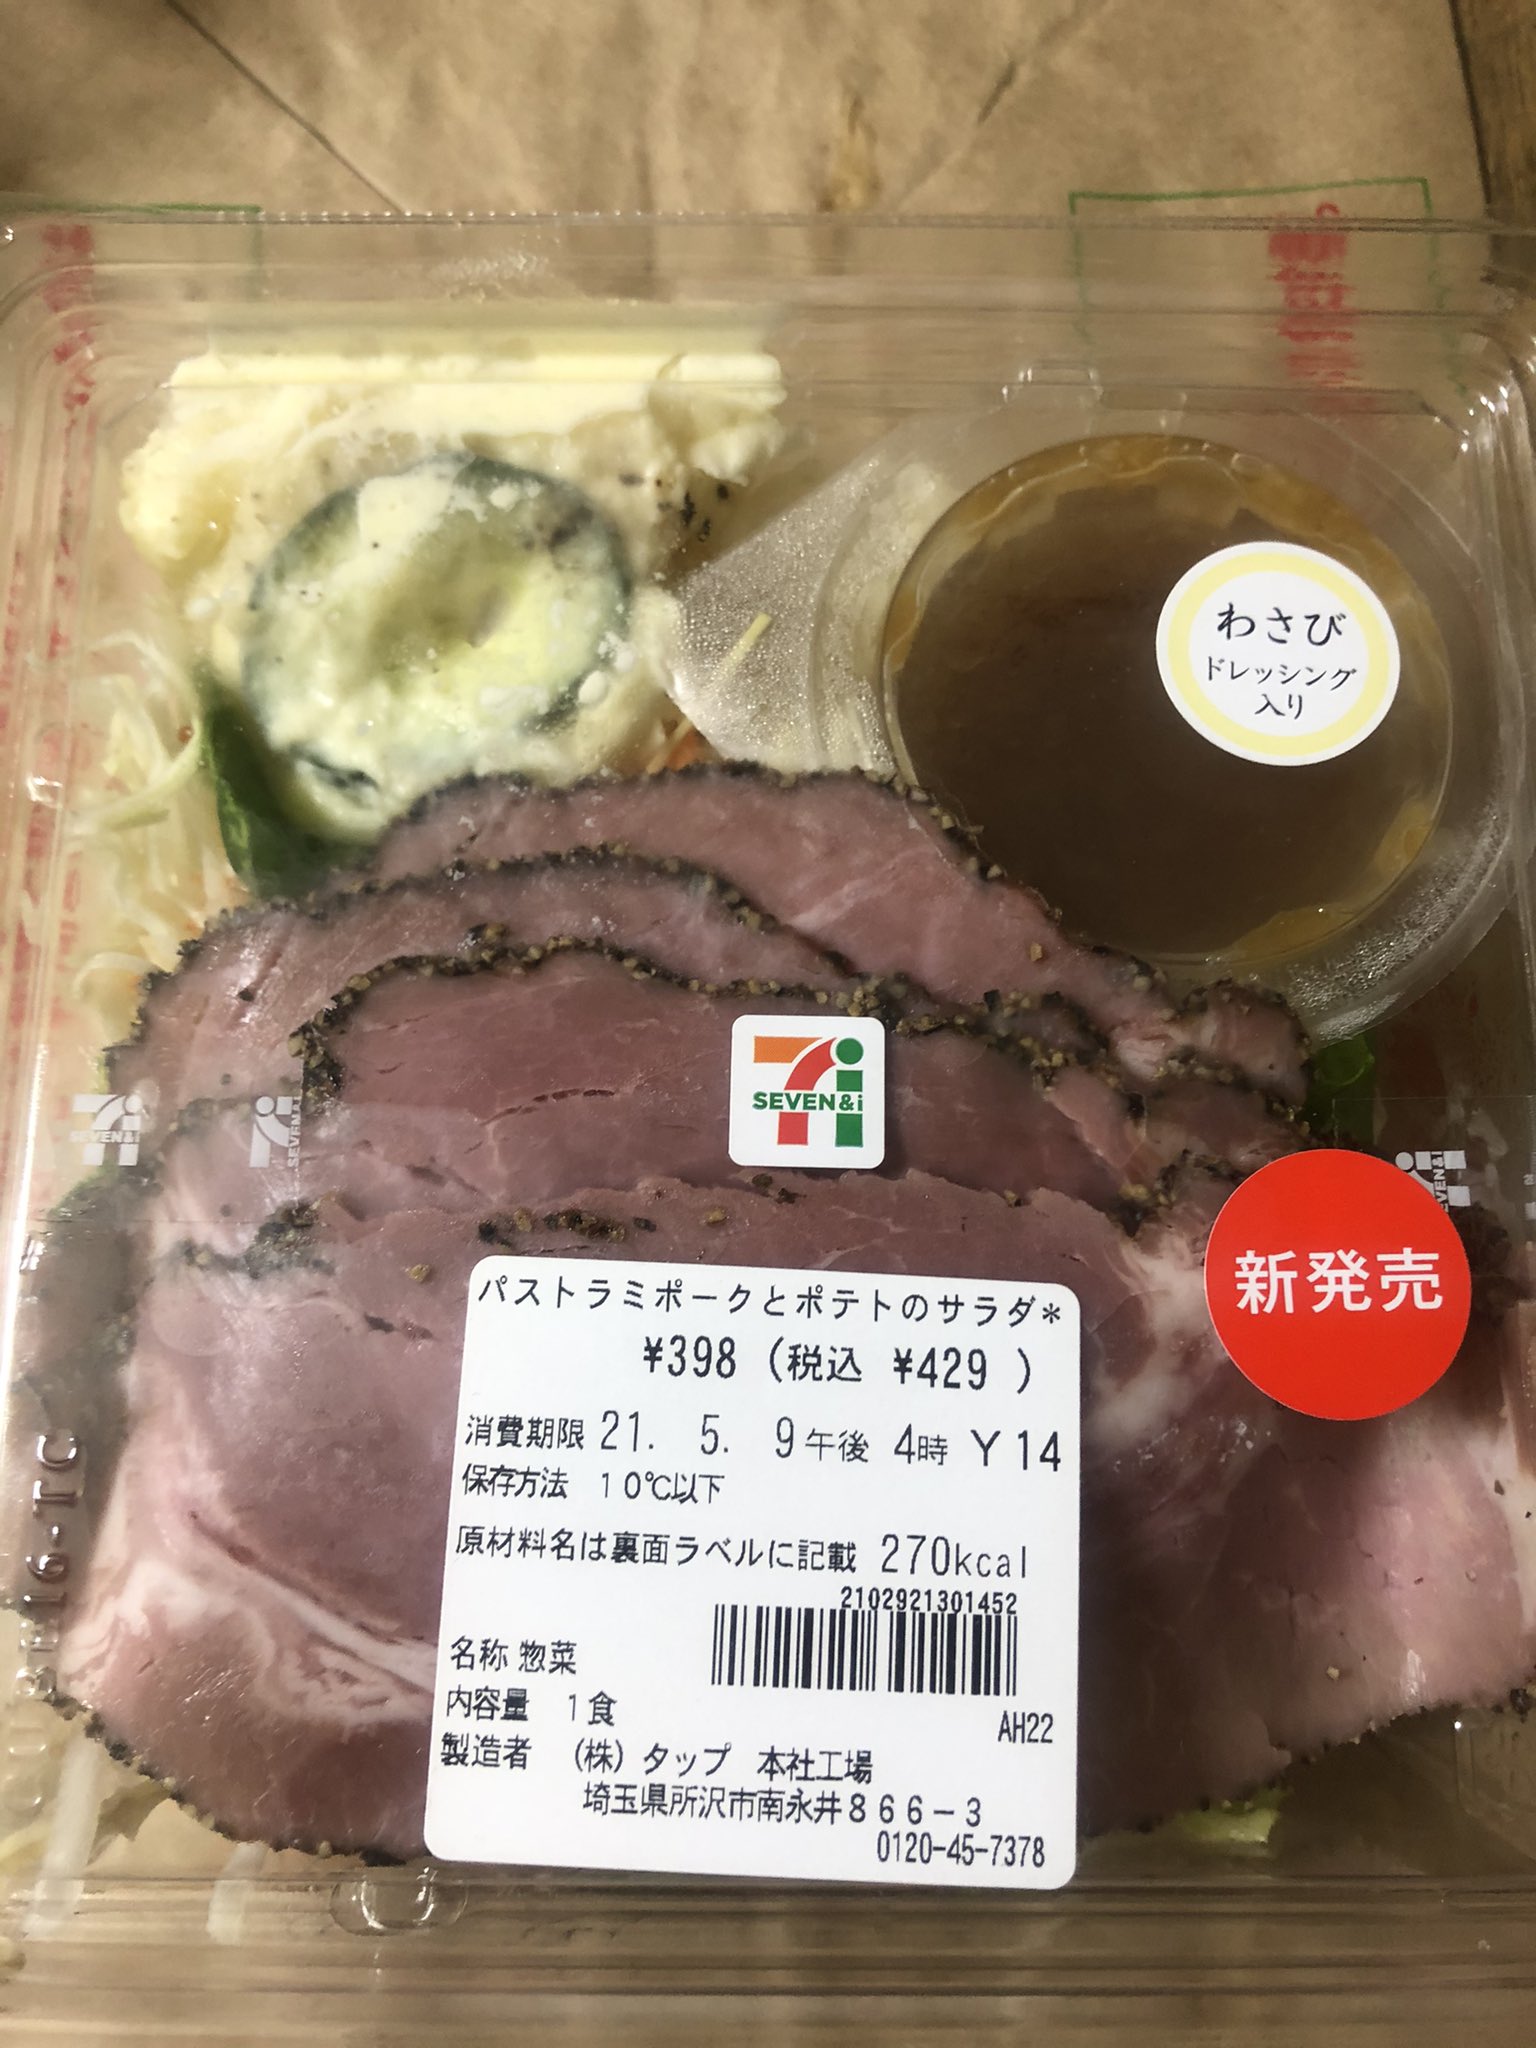 わさび
ドレッシング
入り
SEVEN&i
SEVEN&i
SEVEN&i
SEVEN&i
新発売
パストラミポークとポテトのサラダ*
¥398 (税込 ¥429 )
消費期限 21. 5. 9午後 4時 Y14
保存方法 10℃以下
原材料名は裏面ラベルに記載 270kcal
2102921301452
名称 惣菜
内容量 1食
AH22
製造者 (株)タップ 本社工場
埼玉県所沢市南永井866-3
0120-45-7378